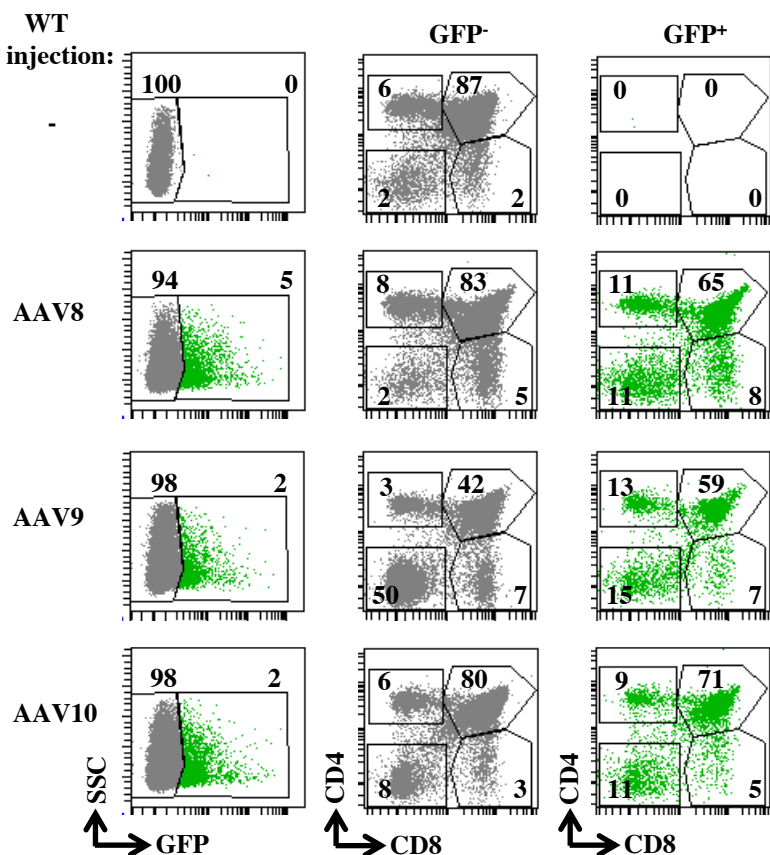 WT
injection:
GFP⁻
GFP⁺
-
100 0
6 87
2 2
0 0
0 0
AAV8
94 5
8 83
2 5
11 65
11 8
AAV9
98 2
3 42
50 7
13 59
15 7
AAV10
98 2
6 80
8 3
9 71
11 5
SSC
GFP
CD4
CD8
CD4
CD8